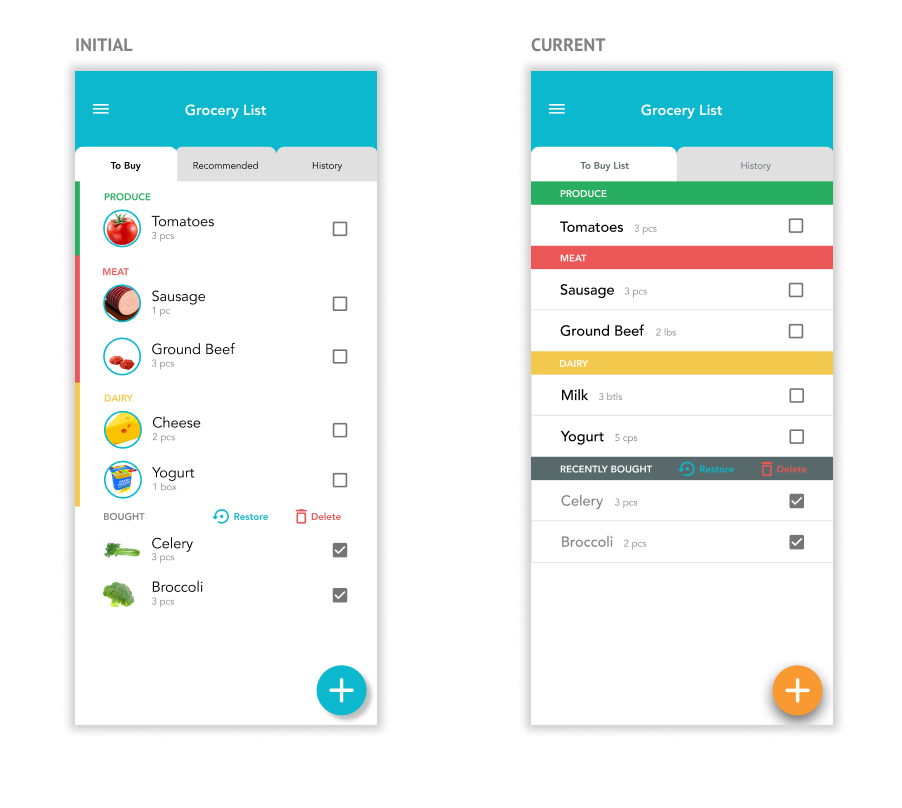 INITIAL
Grocery List
To Buy
Recommended
History
PRODUCE
Tomatoes
3 pcs
MEAT
Sausage
1 pc
Ground Beef
3 pcs
DAIRY
Cheese
2 pcs
Yogurt
1 box
BOUGHT
Restore
Delete
Celery
3 pcs
Broccoli
3 pcs
CURRENT
Grocery List
To Buy List
History
PRODUCE
Tomatoes 3 pcs
MEAT
Sausage 3 pcs
Ground Beef 2 lbs
DAIRY
Milk 3 btls
Yogurt 5 cps
RECENTLY BOUGHT
Restore
Delete
Celery 3 pcs
Broccoli 2 pcs